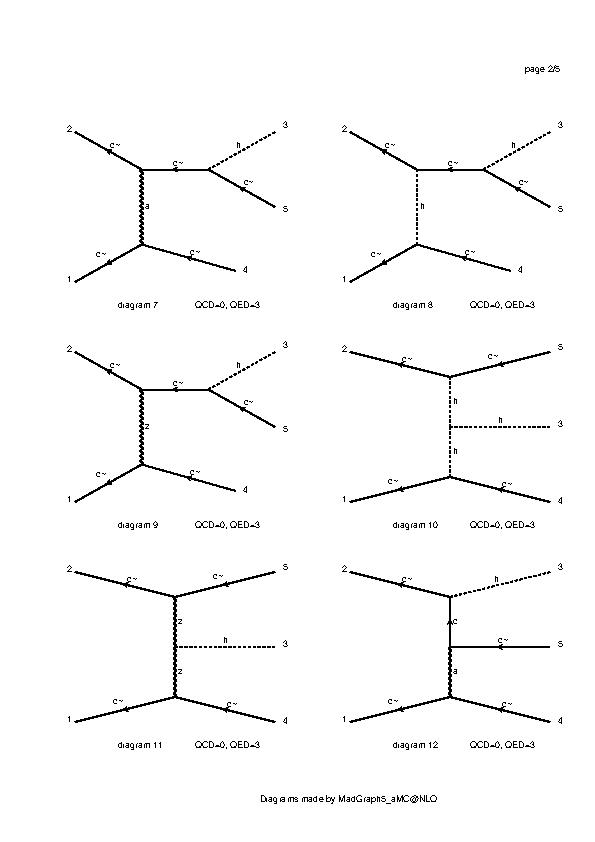 page 2/5
2 c~ c~ h 3
a c~ 5
1 c~ c~ 4
diagram 7 QCD=0, QED=3
2 c~ c~ h 3
h c~ 5
1 c~ c~ 4
diagram 8 QCD=0, QED=3
2 c~ c~ h 3
z c~ 5
1 c~ c~ 4
diagram 9 QCD=0, QED=3
2 c~ c~ 5
h
h 3
h
1 c~ c~ 4
diagram 10 QCD=0, QED=3
2 c~ c~ 5
z
h 3
z
1 c~ c~ 4
diagram 11 QCD=0, QED=3
2 c~ h 3
c
c~ 5
a
1 c~ c~ 4
diagram 12 QCD=0, QED=3
Diagrams made by MadGraph5_aMC@NLO